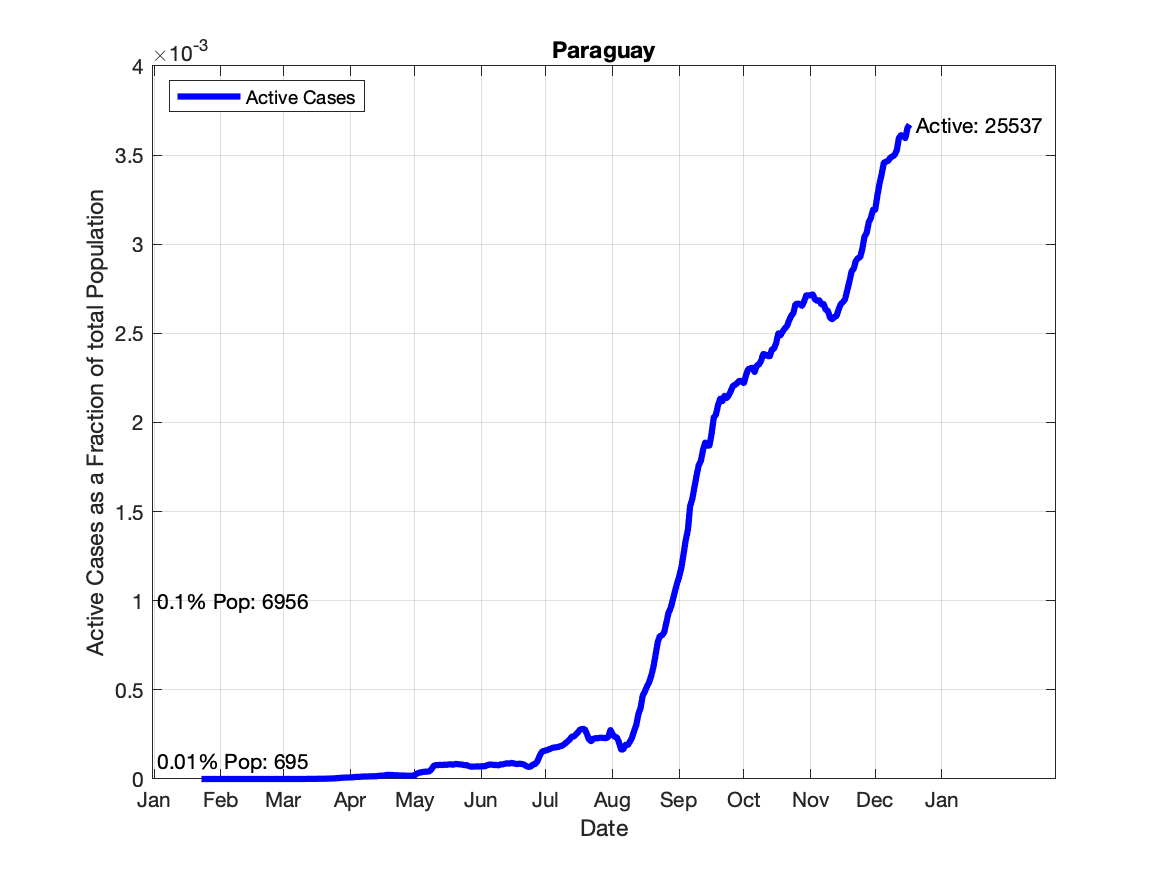 Paraguay
×10-3
4
Active Cases
Active: 25537
3.5
3
2.5
2
1.5
1
0.1% Pop: 6956
0.5
0.01% Pop: 695
0
Jan Feb Mar Apr May Jun Jul Aug Sep Oct Nov Dec Jan
Date
Active Cases as a Fraction of total Population